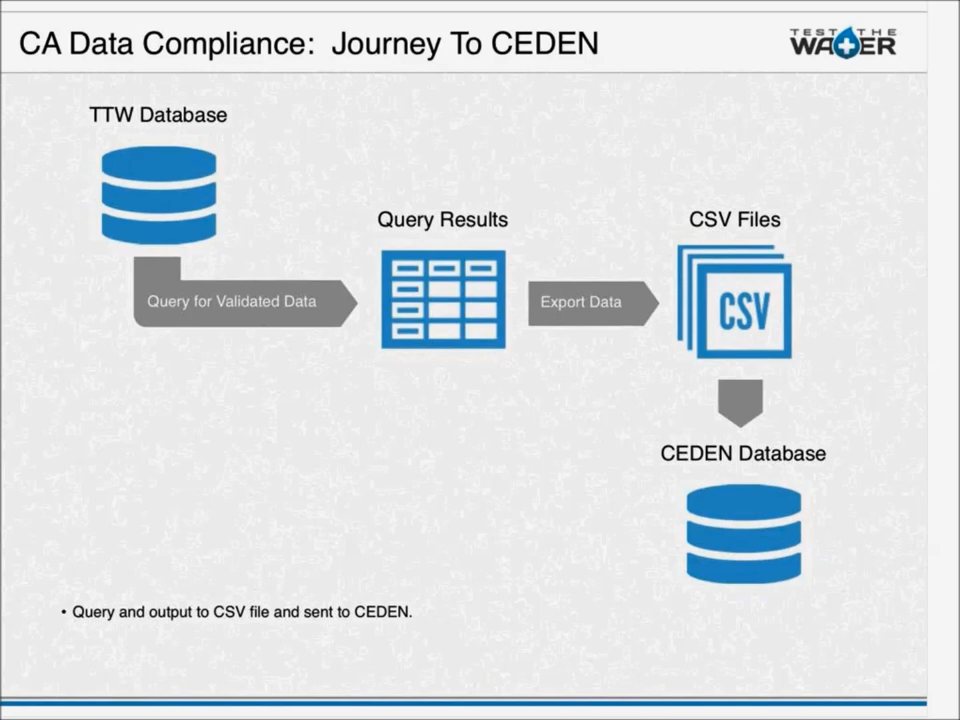 CA Data Compliance: Journey To CEDEN
TEST THE
WATER
TTW Database
Query Results
CSV Files
Query for Validated Data
Export Data
CSV
CEDEN Database
• Query and output to CSV file and sent to CEDEN.